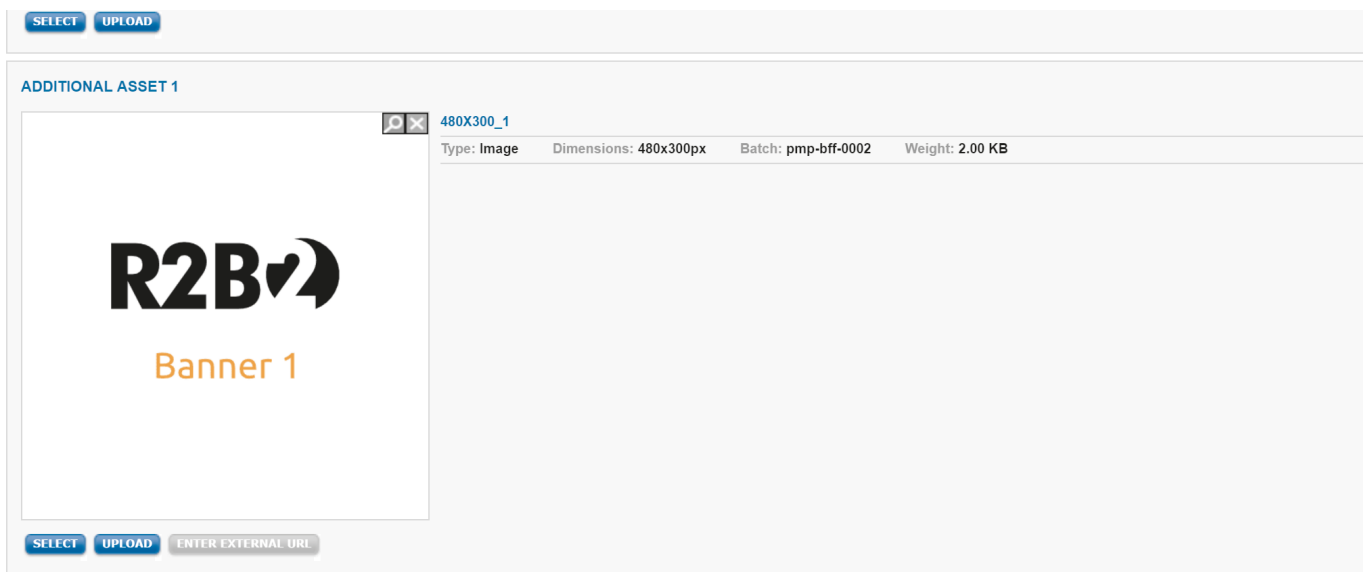 SELECT UPLOAD
ADDITIONAL ASSET 1
480X300_1
Type: Image Dimensions: 480x300px Batch: pmp-bff-0002 Weight: 2.00 KB
R2B2
Banner 1
SELECT UPLOAD ENTER EXTERNAL URL